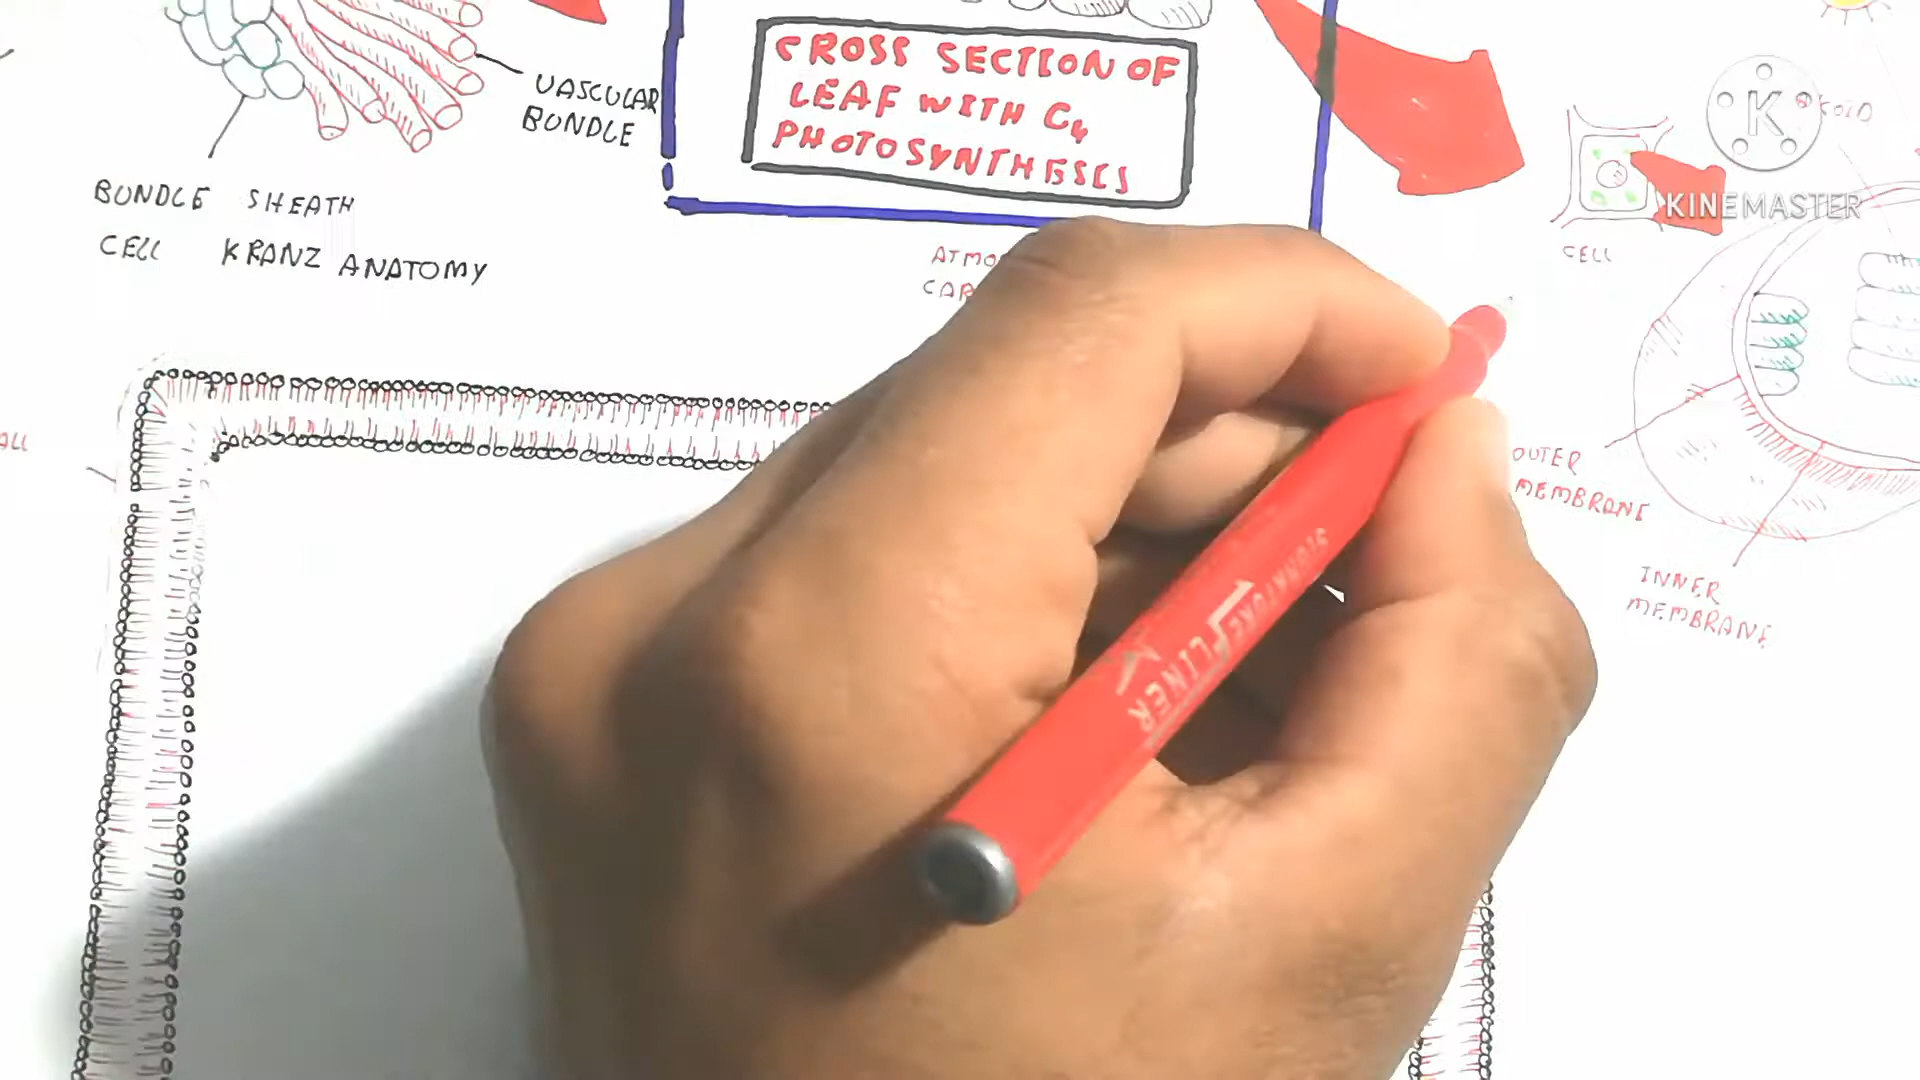 CROSS SECTION OF
LEAF WITH C4
PHOTOSYNTHESIS
VASCULAR
BUNDLE
BUNDLE SHEATH
CELL KRANZ ANATOMY
KINEMASTER
CELL
OUTER
MEMBRANE
INNER
MEMBRANE
SIGNATURE
LINER